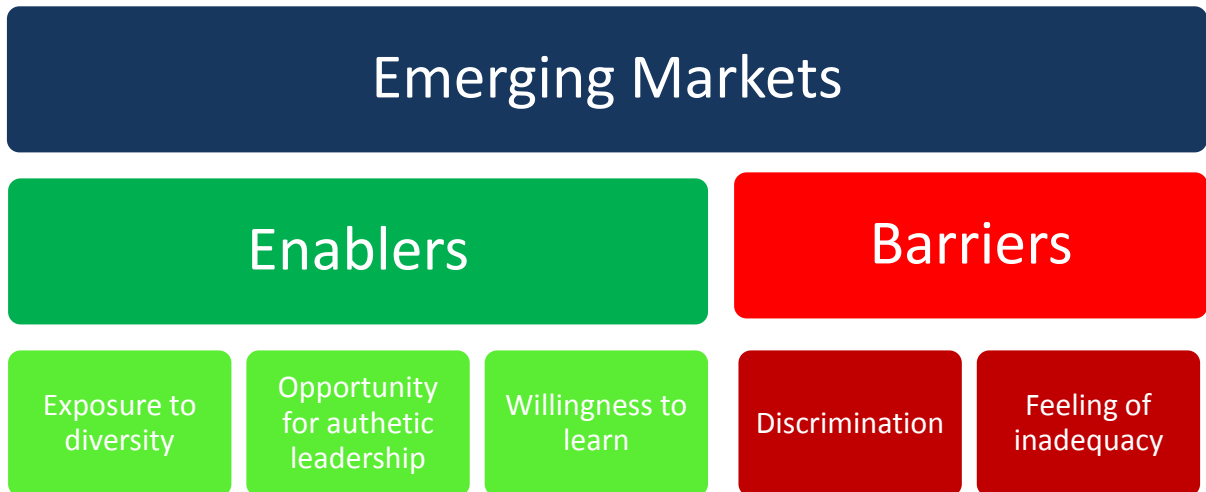 Emerging Markets
Enablers
Barriers
Exposure to
diversity
Opportunity
for authetic
leadership
Willingness to
learn
Discrimination
Feeling of
inadequacy